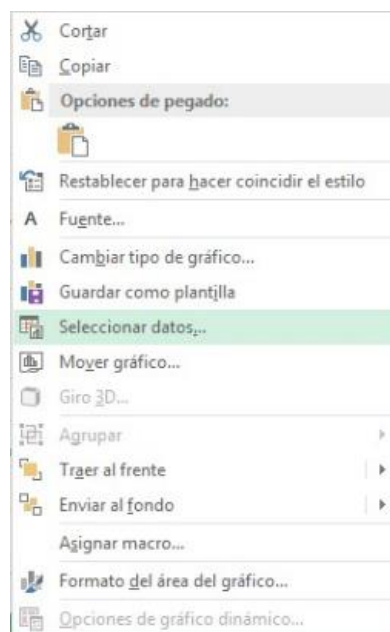 Cortar
Copiar
Opciones de pegado:
Restablecer para hacer coincidir el estilo
A Fuente...
Cambiar tipo de gráfico...
Guardar como plantilla
Seleccionar datos...
Mover gráfico...
Giro 3D...
Agrupar
Traer al frente
Enviar al fondo
Asignar macro...
Formato del área del gráfico...
Opciones de gráfico dinámico...